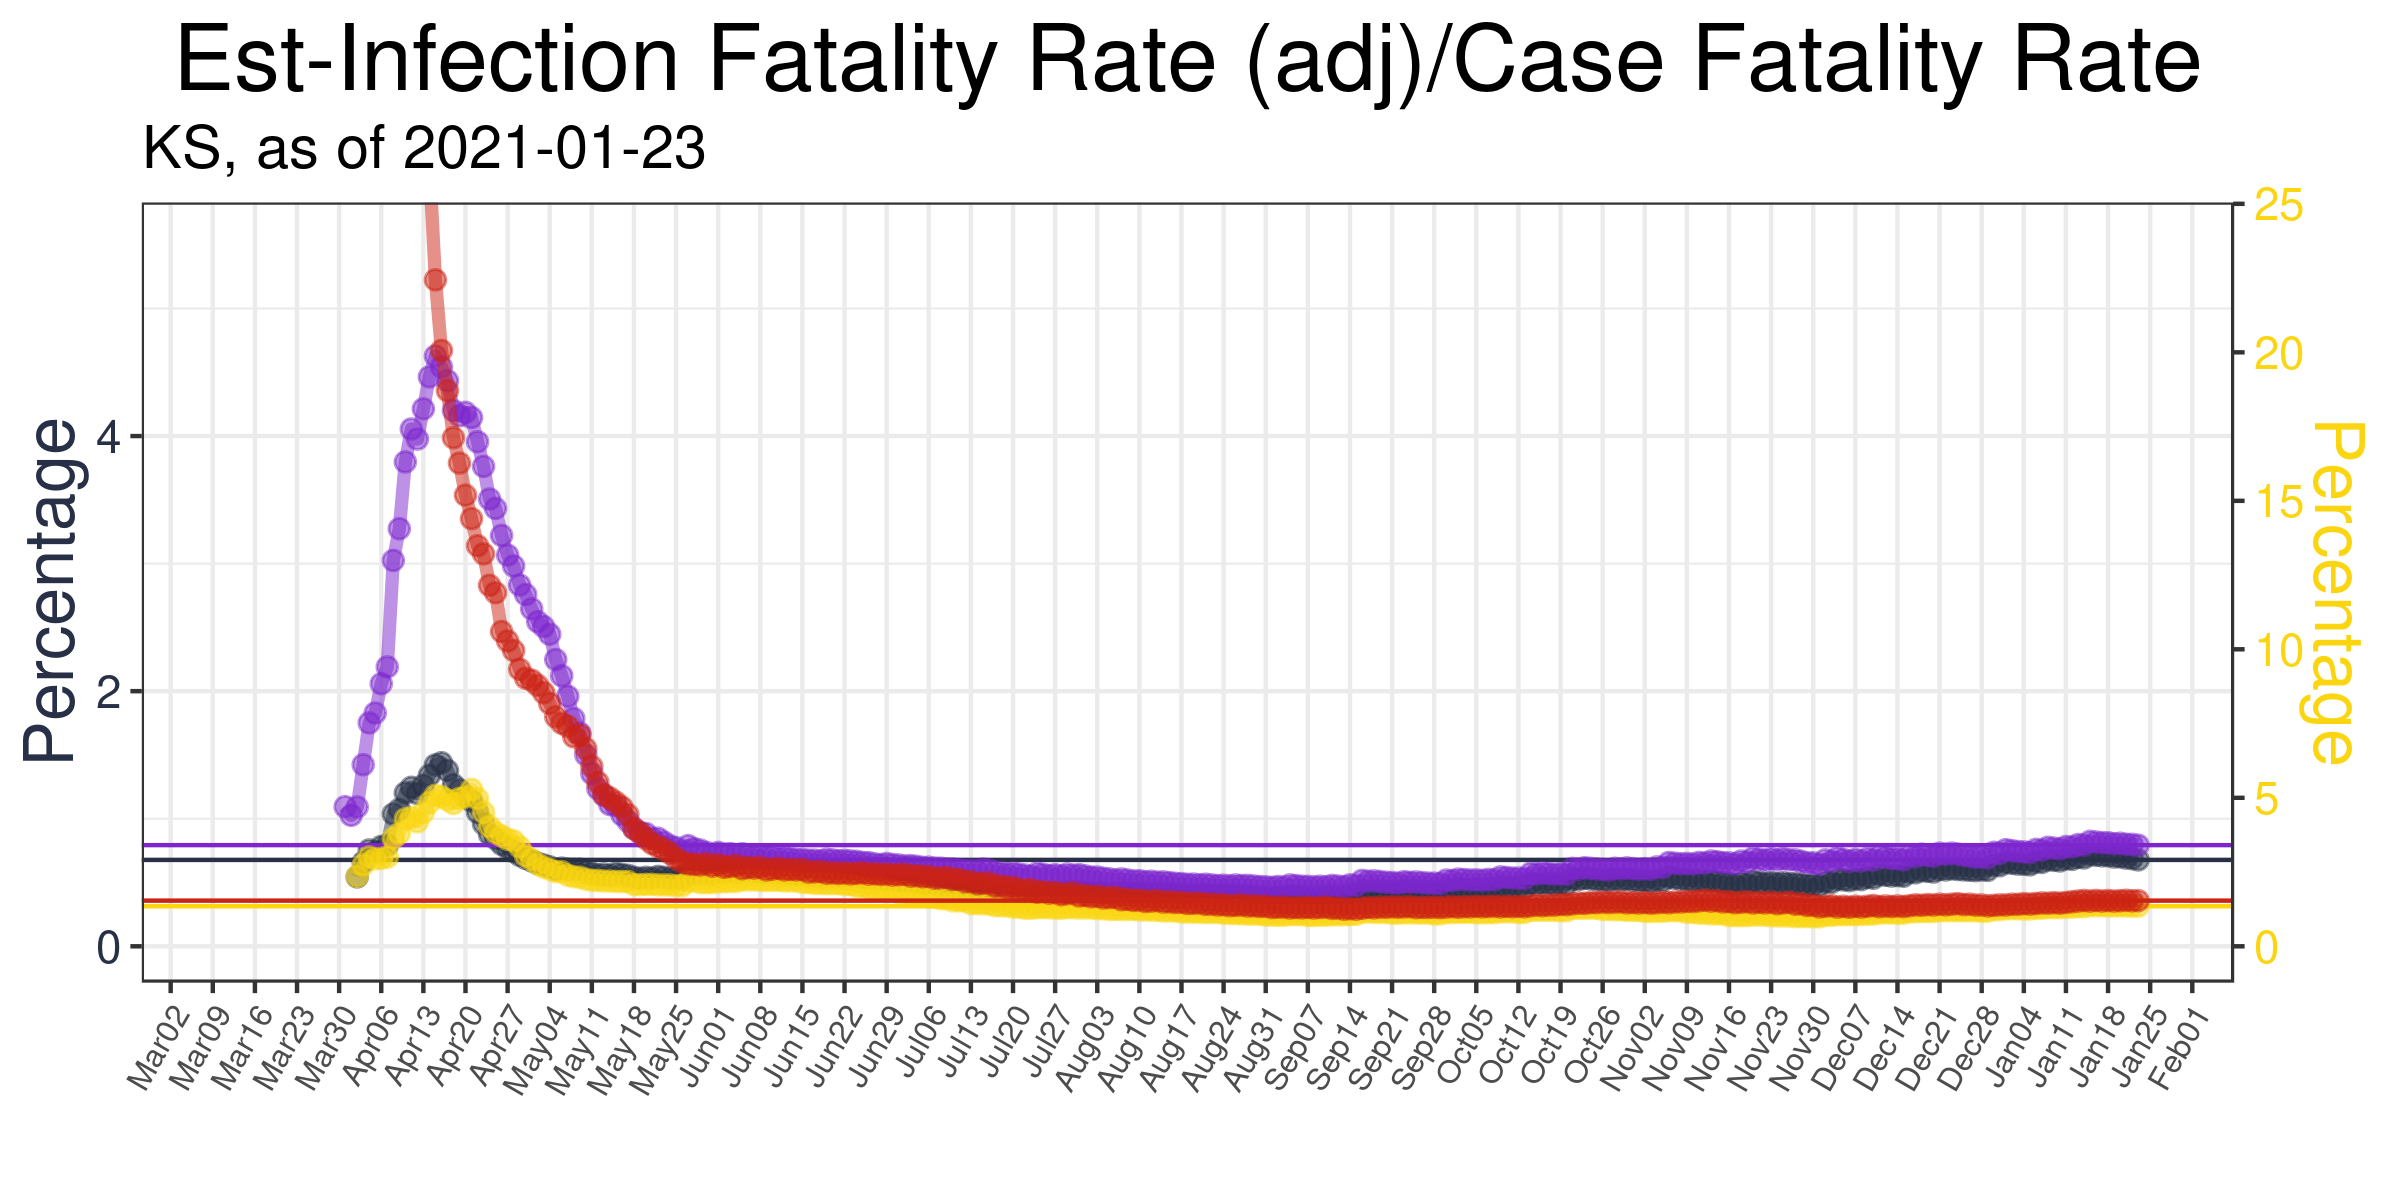 Est-Infection Fatality Rate (adj)/Case Fatality Rate
KS, as of 2021-01-23
Percentage
4
2
0
25
20
15
10
5
0
Percentage
Mar02
Mar09
Mar16
Mar23
Mar30
Apr06
Apr13
Apr20
Apr27
May04
May11
May18
May25
Jun01
Jun08
Jun15
Jun22
Jun29
Jul06
Jul13
Jul20
Jul27
Aug03
Aug10
Aug17
Aug24
Aug31
Sep07
Sep14
Sep21
Sep28
Oct05
Oct12
Oct19
Oct26
Nov02
Nov09
Nov16
Nov23
Nov30
Dec07
Dec14
Dec21
Dec28
Jan04
Jan11
Jan18
Jan25
Feb01